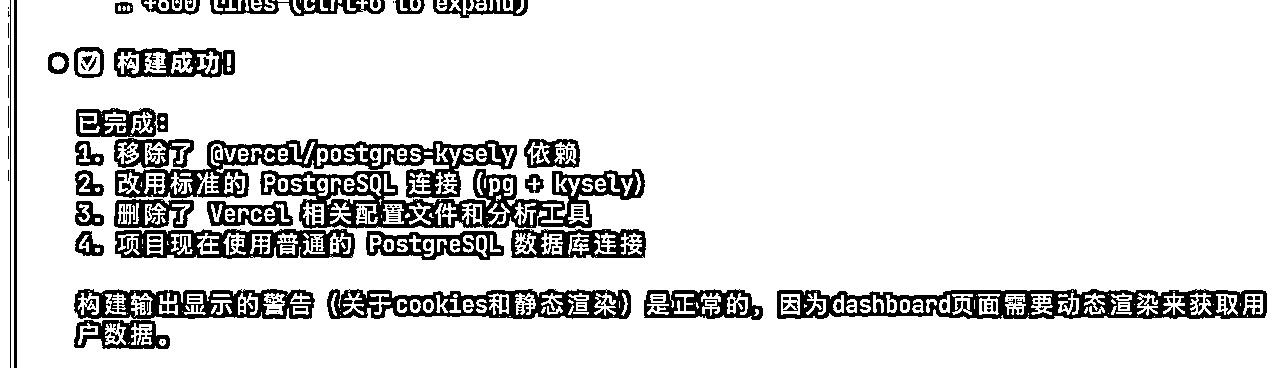 … +600 lines (ctrl+o to expand)
✅ 构建成功！
已完成：
1. 移除了 @vercel/postgres-kysely 依赖
2. 改用标准的 PostgreSQL 连接（pg + kysely）
3. 删除了 Vercel 相关配置文件和分析工具
4. 项目现在使用普通的 PostgreSQL 数据库连接
构建输出显示的警告（关于cookies和静态渲染）是正常的，因为dashboard页面需要动态渲染来获取用
户数据。